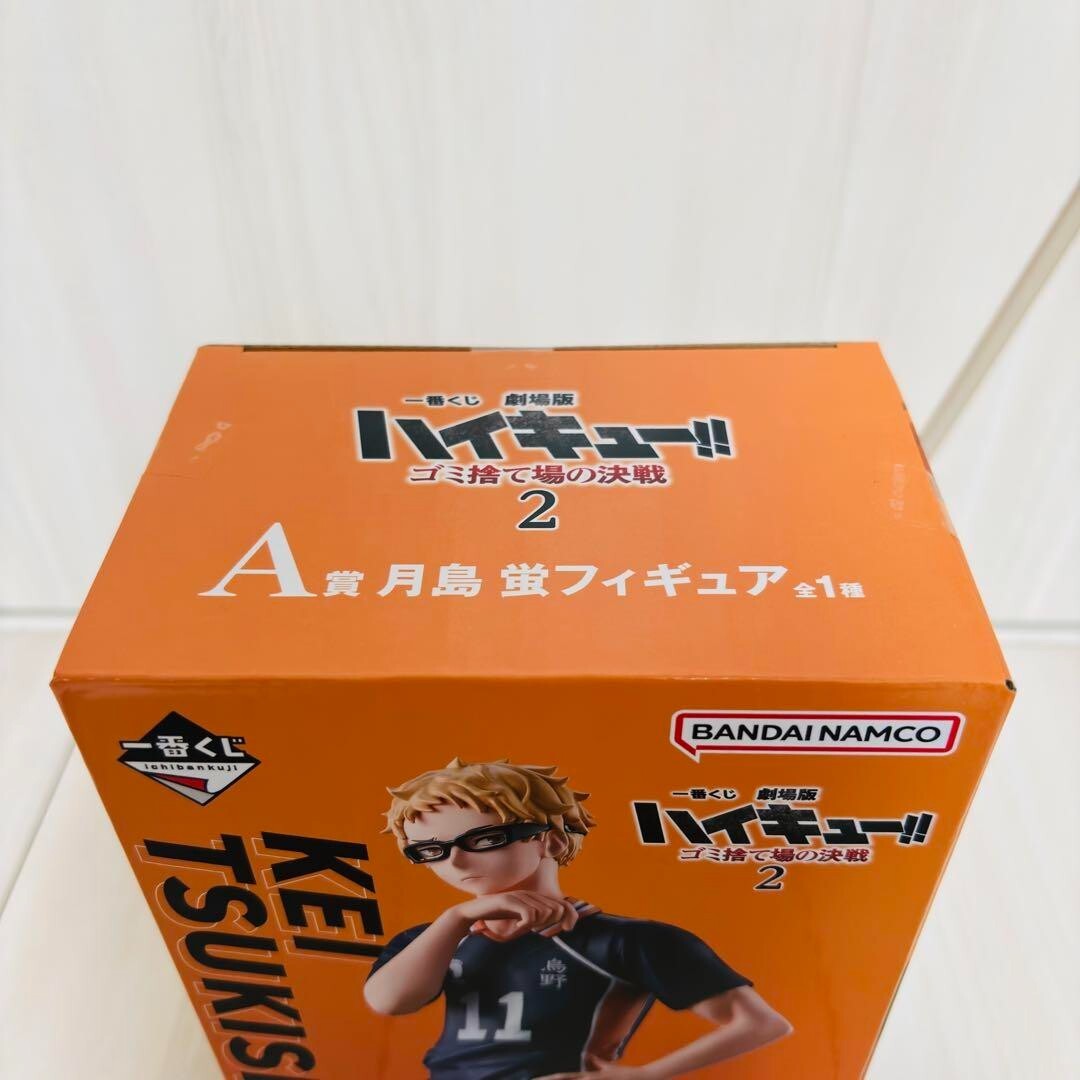 一番くじ 劇場版
ハイキュー!!
ゴミ捨て場の決戦
2
A賞 月島 蛍フィギュア 全1種
一番くじ
ichibankuji
BANDAI NAMCO
一番くじ 劇場版
ハイキュー!!
ゴミ捨て場の決戦
2
KEI
TSUKIS
烏野
11